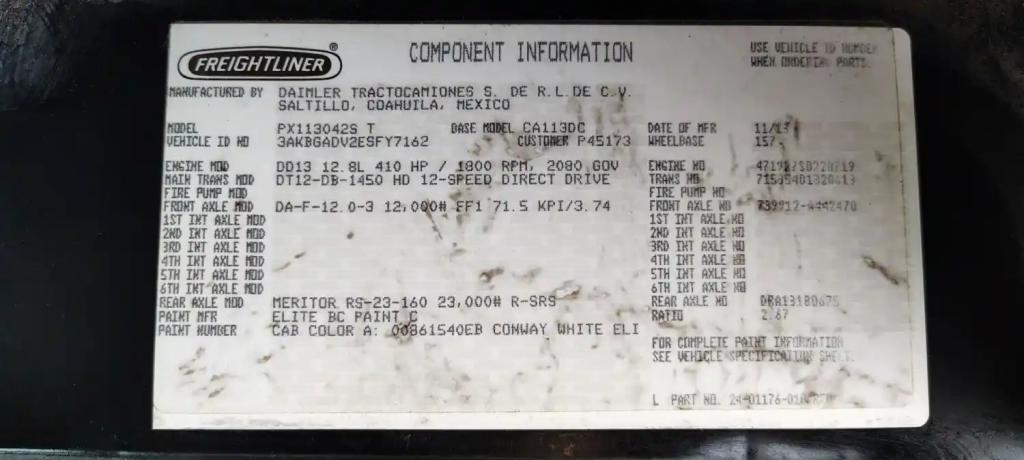 FREIGHTLINER®
COMPONENT INFORMATION
USE VEHICLE ID NUMBER
WHEN ORDERING PARTS.
MANUFACTURED BY DAIMLER TRACTOCAMIONES S. DE R.L.DE C.V.
SALTILLO, COAHUILA, MEXICO
MODEL PX113042S T BASE MODEL CA113DC DATE OF MFR 11/13
VEHICLE ID NO 3AKBGADV2ESFY7162 CUSTOMER P45173 WHEELBASE 157
ENGINE MOD DD13 12.8L 410 HP / 1800 RPM, 2080 GOV ENGINE NO
MAIN TRANS MOD DT12-DB-1450 HD 12-SPEED DIRECT DRIVE TRANS NO
FIRE PUMP MOD FIRE PUMP NO
FRONT AXLE MOD DA-F-12.0-3 12,000# FF1 71.5 KPI/3.74 FRONT AXLE NO
1ST INT AXLE MOD 1ST INT AXLE NO
2ND INT AXLE MOD 2ND INT AXLE NO
3RD INT AXLE MOD 3RD INT AXLE NO
4TH INT AXLE MOD 4TH INT AXLE NO
5TH INT AXLE MOD 5TH INT AXLE NO
6TH INT AXLE MOD 6TH INT AXLE NO
REAR AXLE MOD MERITOR RS-23-160 23,000# R-SRS REAR AXLE NO
PAINT MFR ELITE BC PAINT C RATIO 2.67
PAINT NUMBER CAB COLOR A: 00861540EB CONWAY WHITE ELI
FOR COMPLETE PAINT INFORMATION
SEE VEHICLE SPECIFICATION SHEET.
L PART NO.